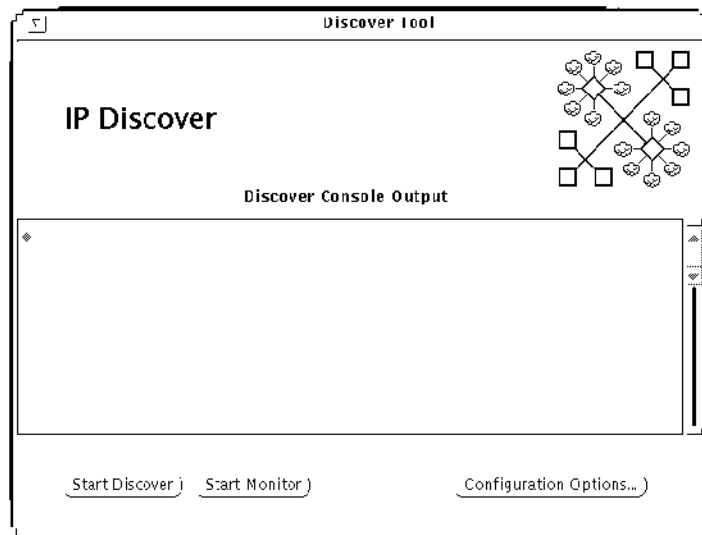 Discover Tool
IP Discover
Discover Console Output
Start Discover
Start Monitor
Configuration Options...